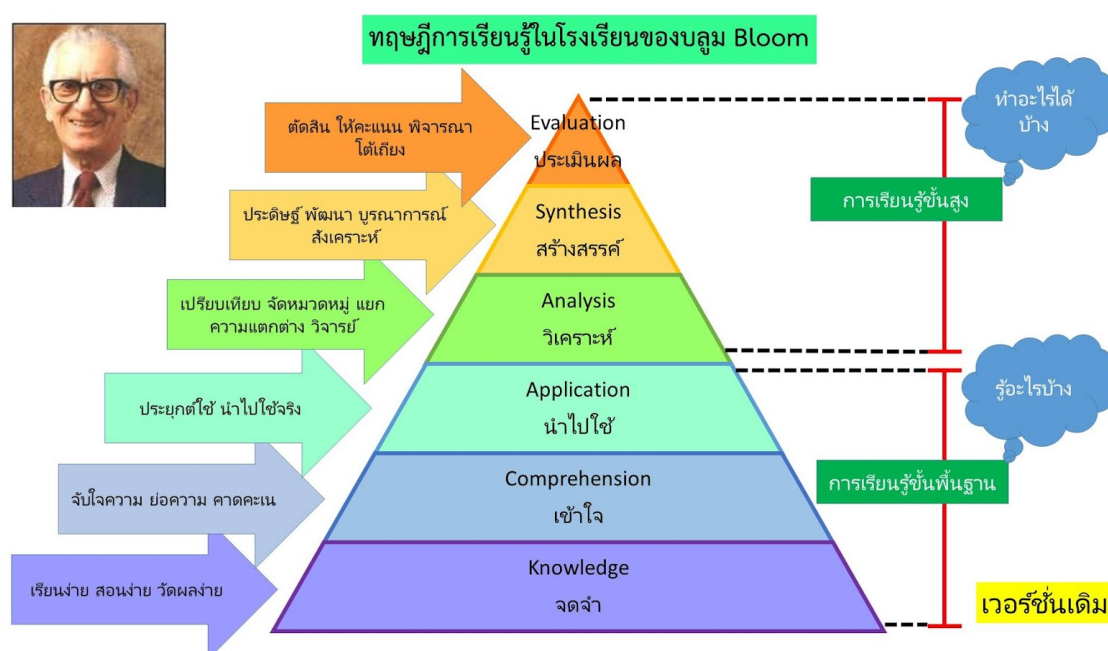 ทฤษฎีการเรียนรู้ในโรงเรียนของบลูม Bloom
ตัดสิน ให้คะแนน พิจารณา
โต้เถียง
Evaluation
ประเมินผล
ทำอะไรได้
บ้าง
การเรียนรู้ขั้นสูง
ประดิษฐ์ พัฒนา บูรณาการณ์
สังเคราะห์
Synthesis
สร้างสรรค์
เปรียบเทียบ จัดหมวดหมู่ แยก
ความแตกต่าง วิจารย์
Analysis
วิเคราะห์
ประยุกต์ใช้ นำไปใช้จริง
Application
นำไปใช้
รู้อะไรบ้าง
การเรียนรู้ขั้นพื้นฐาน
จับใจความ ย่อความ คาดคะเน
Comprehension
เข้าใจ
เรียนง่าย สอนง่าย วัดผลง่าย
Knowledge
จดจำ
เวอร์ชั่นเดิม